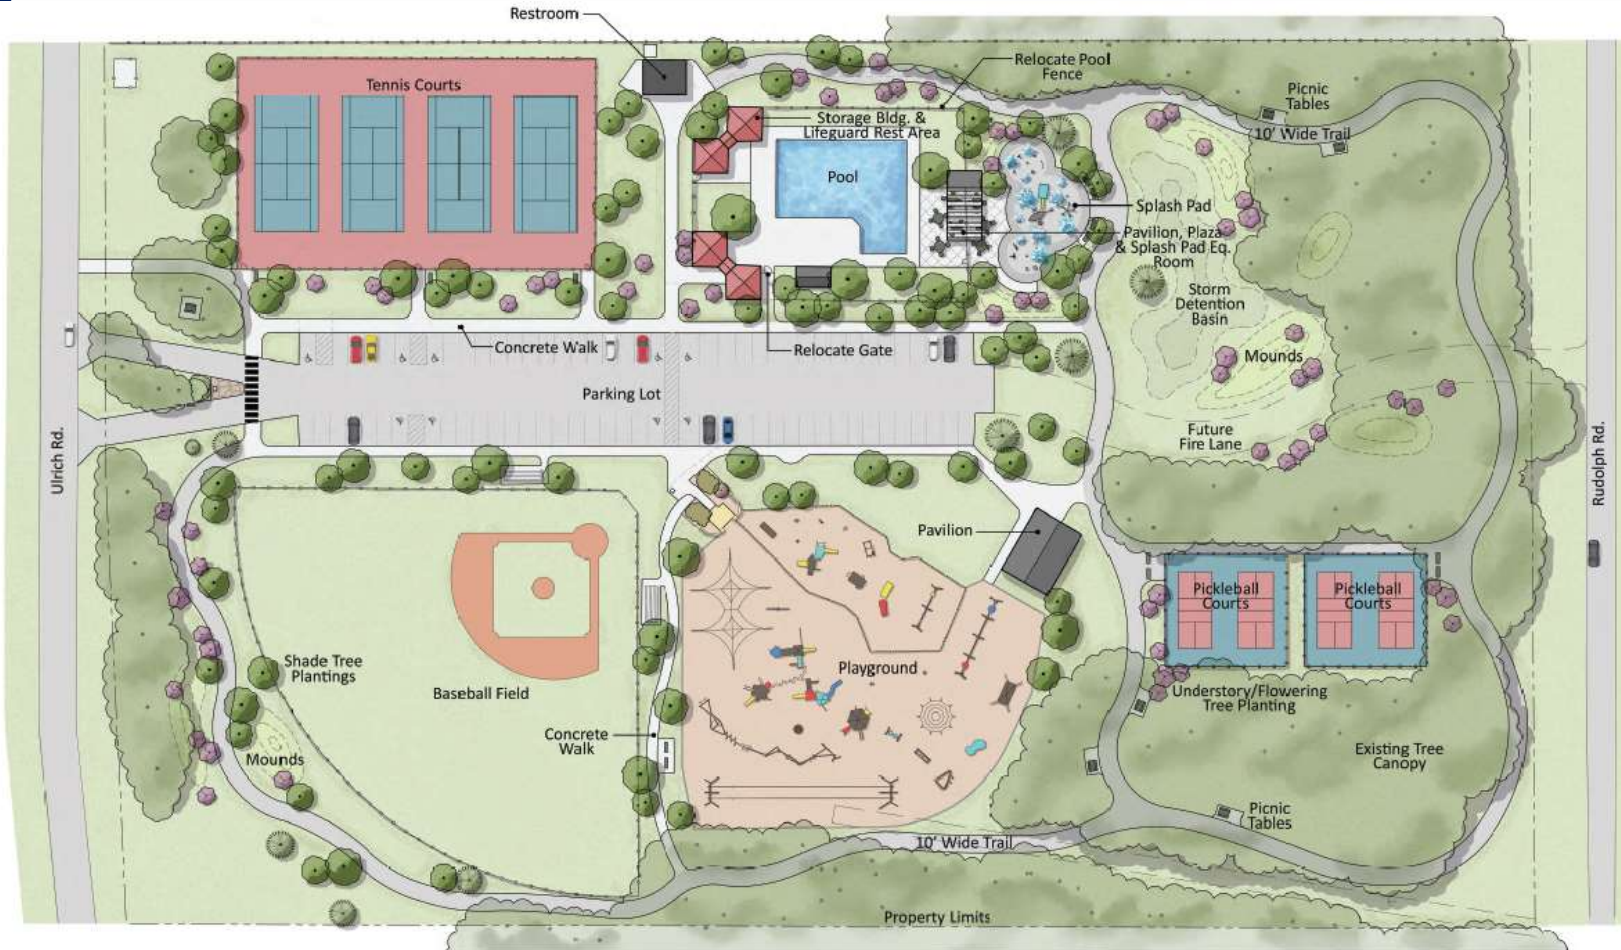 Restroom
Tennis Courts
Relocate Pool
Fence
Picnic
Tables
Storage Bldg. &
Lifeguard Rest Area
10' Wide Trail
Pool
Splash Pad
Pavilion, Plaza
& Splash Pad Eq.
Room
Storm
Detention
Basin
Concrete Walk
Relocate Gate
Mounds
Parking Lot
Future
Fire Lane
Ulrich Rd.
Rudolph Rd.
Pavilion
Pickleball
Courts
Pickleball
Courts
Shade Tree
Plantings
Baseball Field
Playground
Understory/Flowering
Tree Planting
Concrete
Walk
Mounds
Existing Tree
Canopy
Picnic
Tables
10' Wide Trail
Property Limits